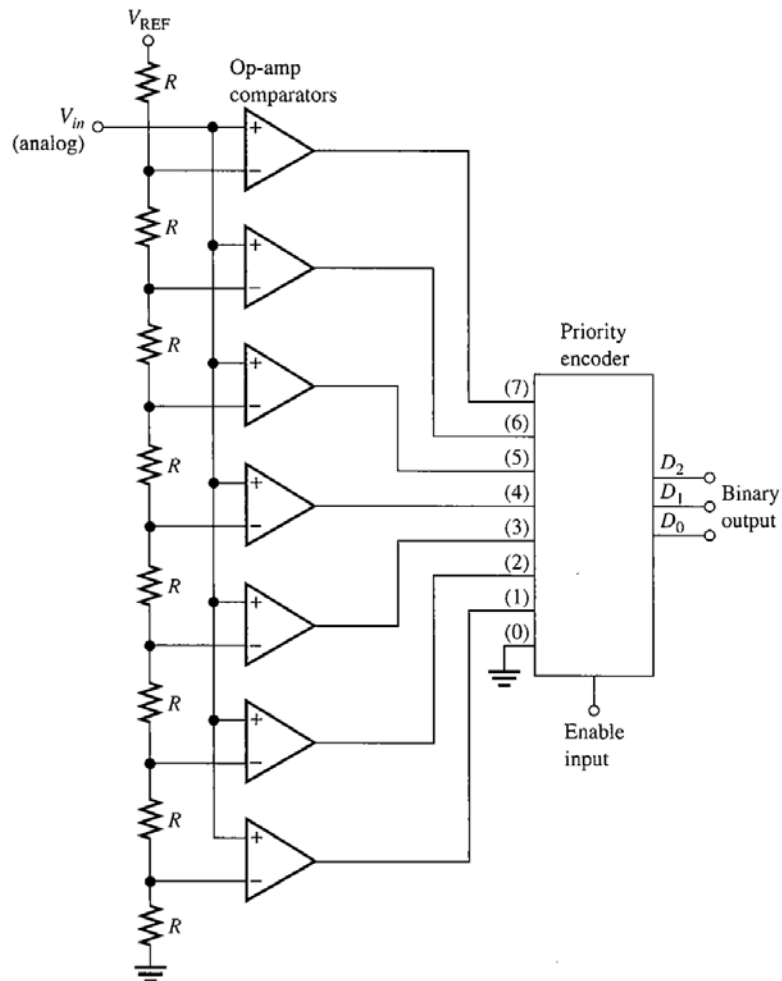 V_REF
R
Op-amp
comparators
V_in
(analog)
+
−
R
+
−
R
+
−
R
+
−
R
+
−
R
+
−
R
+
−
R
Priority
encoder
(7)
(6)
(5)
(4)
(3)
(2)
(1)
(0)
D_2
D_1
D_0
Binary
output
Enable
input